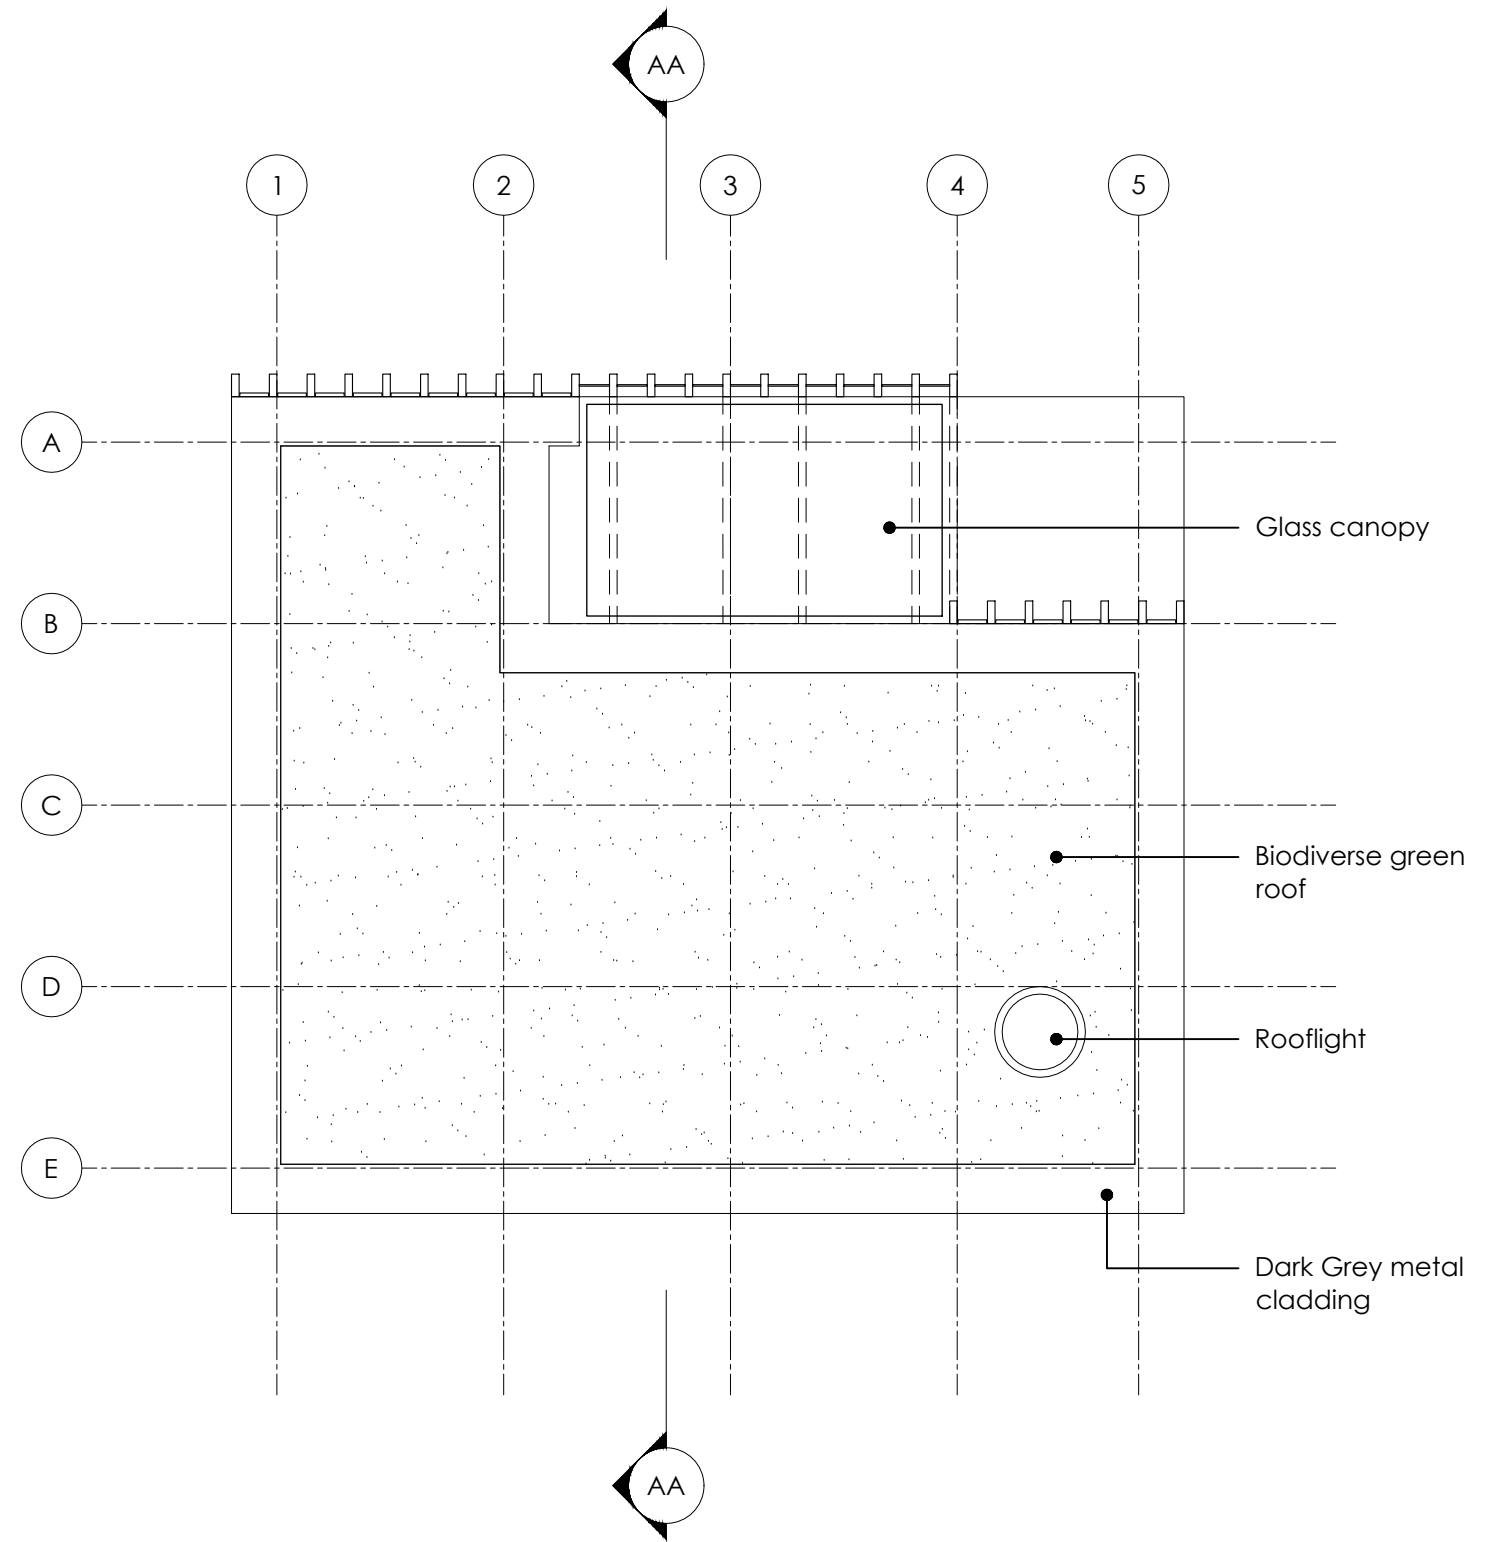 AA
1
2
3
4
5
A
Glass canopy
B
C
Biodiverse green
roof
D
Rooflight
E
Dark Grey metal
cladding
AA